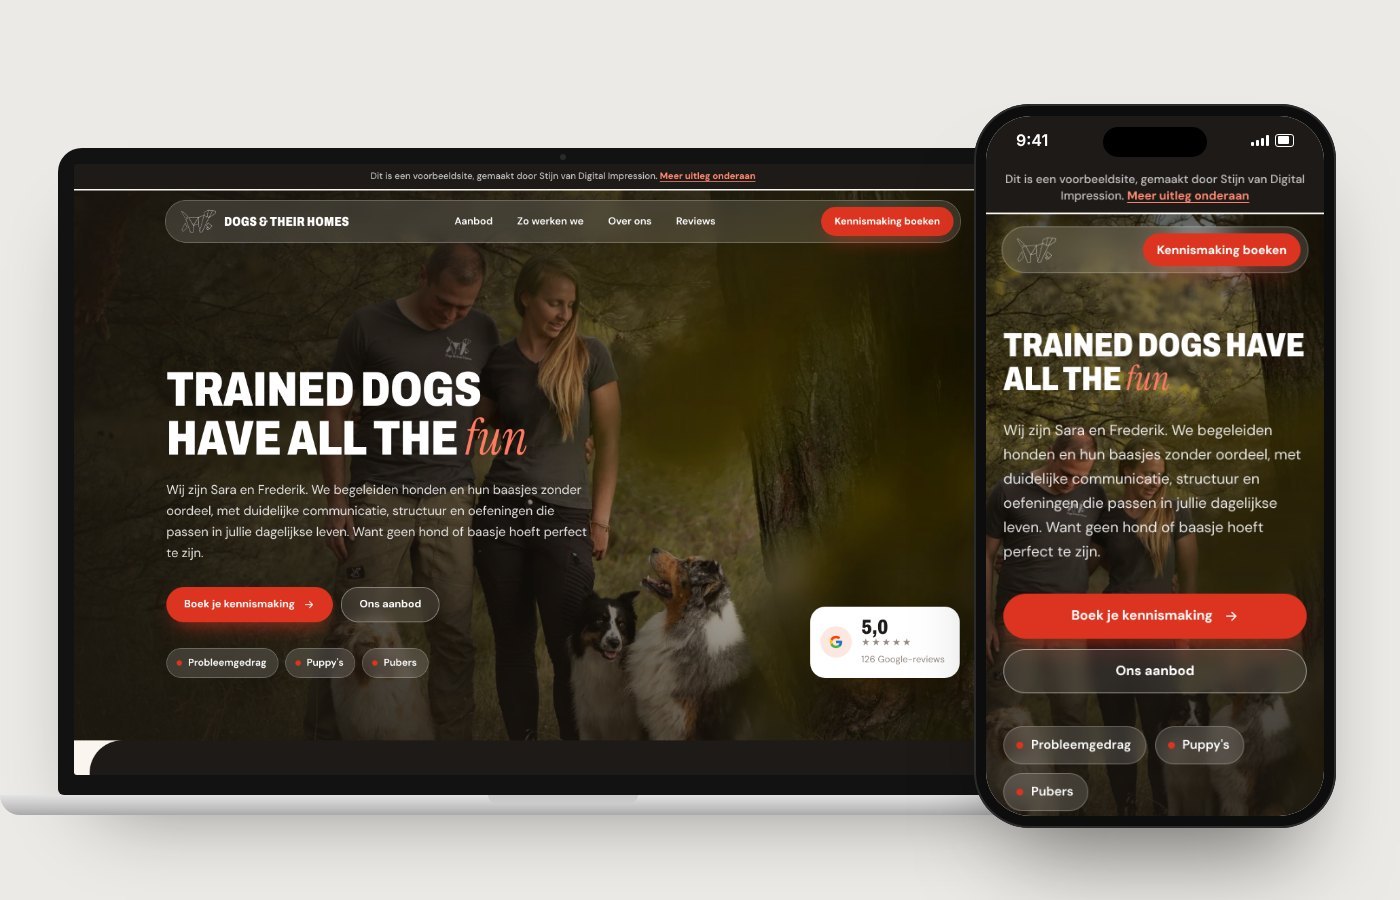 Dit is een voorbeeldsite, gemaakt door Stijn van Digital Impression. Meer uitleg onderaan
DOGS & THEIR HOMES
Aanbod
Zo werken we
Over ons
Reviews
Kennismaking boeken
TRAINED DOGS
HAVE ALL THE fun
Wij zijn Sara en Frederik. We begeleiden honden en hun baasjes zonder
oordeel, met duidelijke communicatie, structuur en oefeningen die
passen in jullie dagelijkse leven. Want geen hond of baasje hoeft perfect
te zijn.
Boek je kennismaking →
Ons aanbod
Probleemgedrag
Puppy's
Pubers
5,0
★★★★★
126 Google-reviews
9:41
Dit is een voorbeeldsite, gemaakt door Stijn van Digital
Impression. Meer uitleg onderaan
Kennismaking boeken
TRAINED DOGS HAVE
ALL THE fun
Wij zijn Sara en Frederik. We begeleiden
honden en hun baasjes zonder oordeel, met
duidelijke communicatie, structuur en
oefeningen die passen in jullie dagelijkse
leven. Want geen hond of baasje hoeft
perfect te zijn.
Boek je kennismaking →
Ons aanbod
Probleemgedrag
Puppy's
Pubers